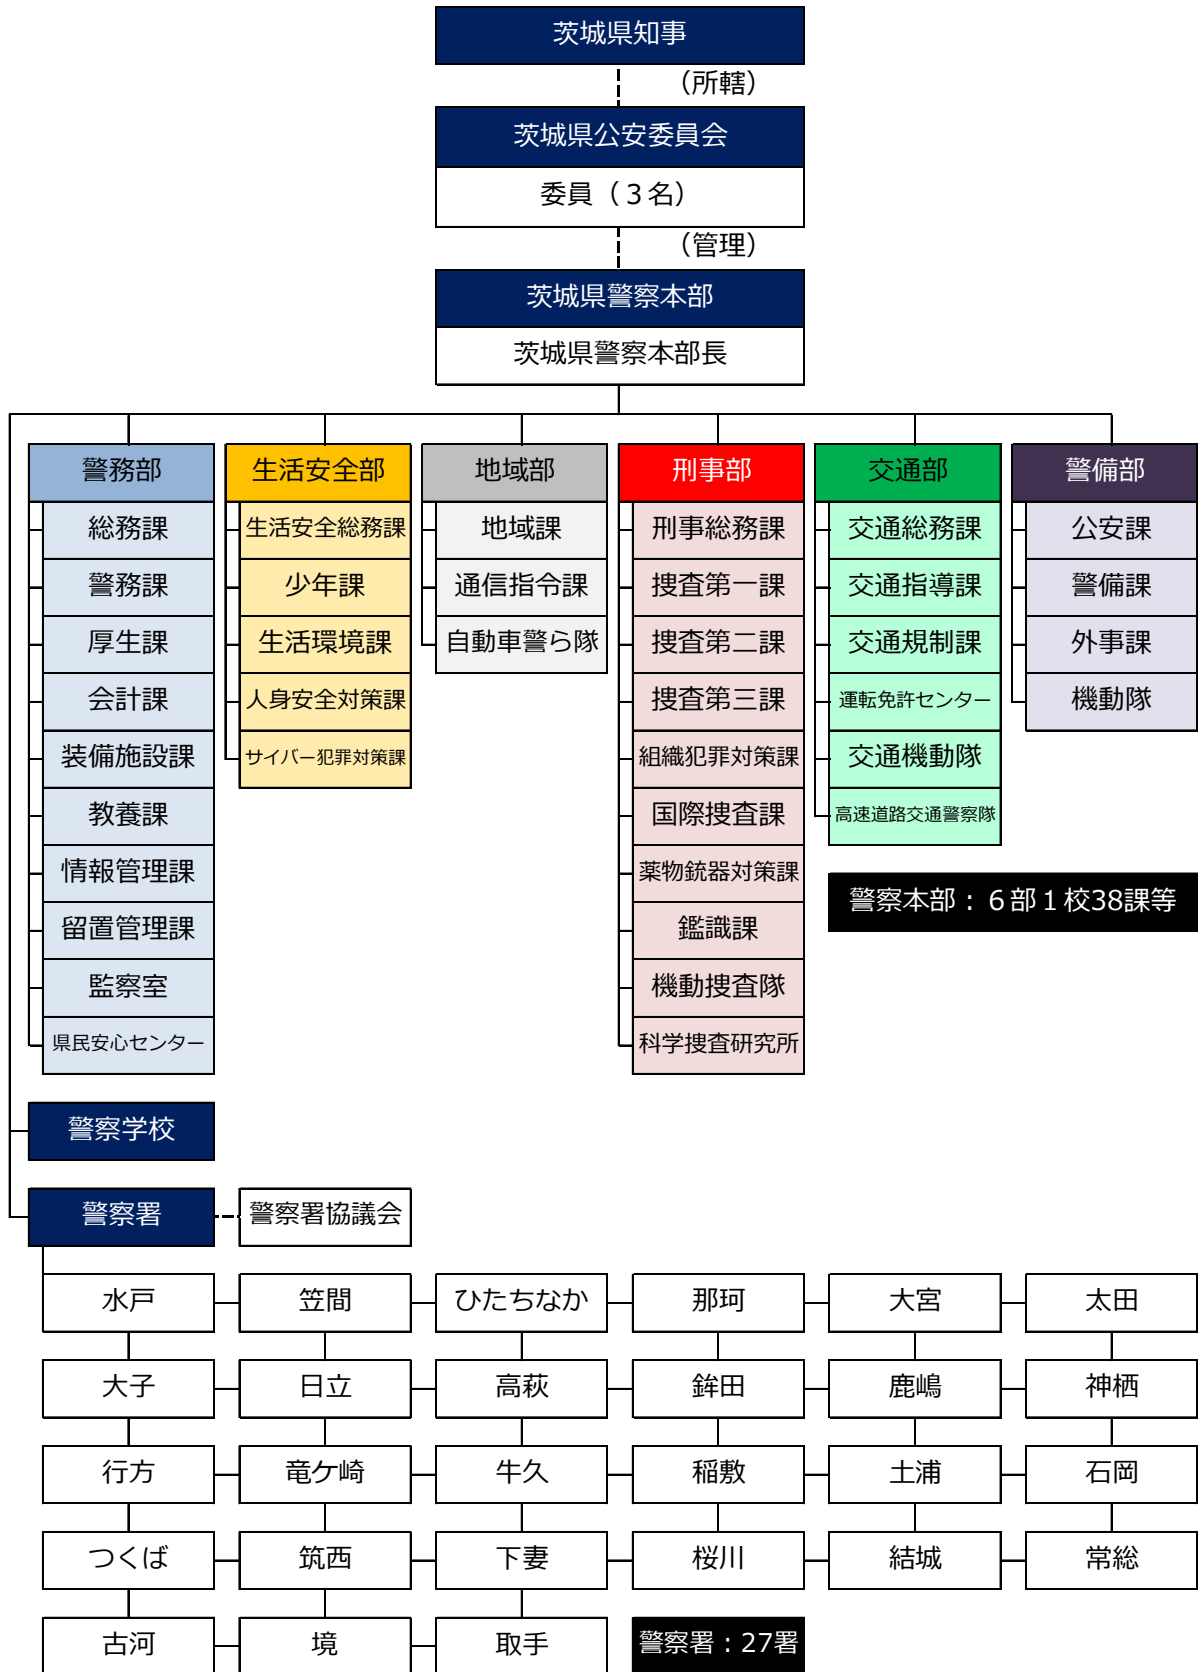 茨城県知事
（所轄）
茨城県公安委員会
委員（３名）
（管理）
茨城県警察本部
茨城県警察本部長
警務部
総務課
警務課
厚生課
会計課
装備施設課
教養課
情報管理課
留置管理課
監察室
県民安心センター
生活安全部
生活安全総務課
少年課
生活環境課
人身安全対策課
サイバー犯罪対策課
地域部
地域課
通信指令課
自動車警ら隊
刑事部
刑事総務課
捜査第一課
捜査第二課
捜査第三課
組織犯罪対策課
国際捜査課
薬物銃器対策課
鑑識課
機動捜査隊
科学捜査研究所
交通部
交通総務課
交通指導課
交通規制課
運転免許センター
交通機動隊
高速道路交通警察隊
警備部
公安課
警備課
外事課
機動隊
警察本部：６部１校38課等
警察学校
警察署
警察署協議会
水戸
笠間
ひたちなか
那珂
大宮
太田
大子
日立
高萩
鉾田
鹿嶋
神栖
行方
竜ケ崎
牛久
稲敷
土浦
石岡
つくば
筑西
下妻
桜川
結城
常総
古河
境
取手
警察署：27署